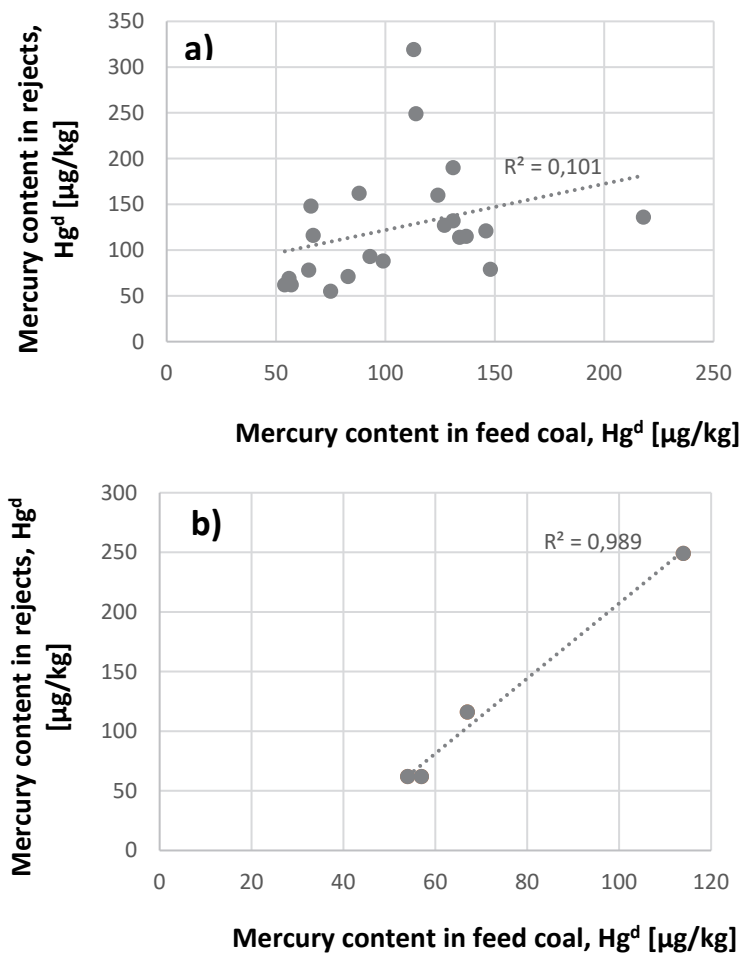 a)
Mercury content in rejects,
Hgᵈ [µg/kg]
350
300
250
200
150
100
50
0
R² = 0,101
0 50 100 150 200 250
Mercury content in feed coal, Hgᵈ [µg/kg]
b)
Mercury content in rejects, Hgᵈ
[µg/kg]
300
250
200
150
100
50
0
R² = 0,989
0 20 40 60 80 100 120
Mercury content in feed coal, Hgᵈ [µg/kg]